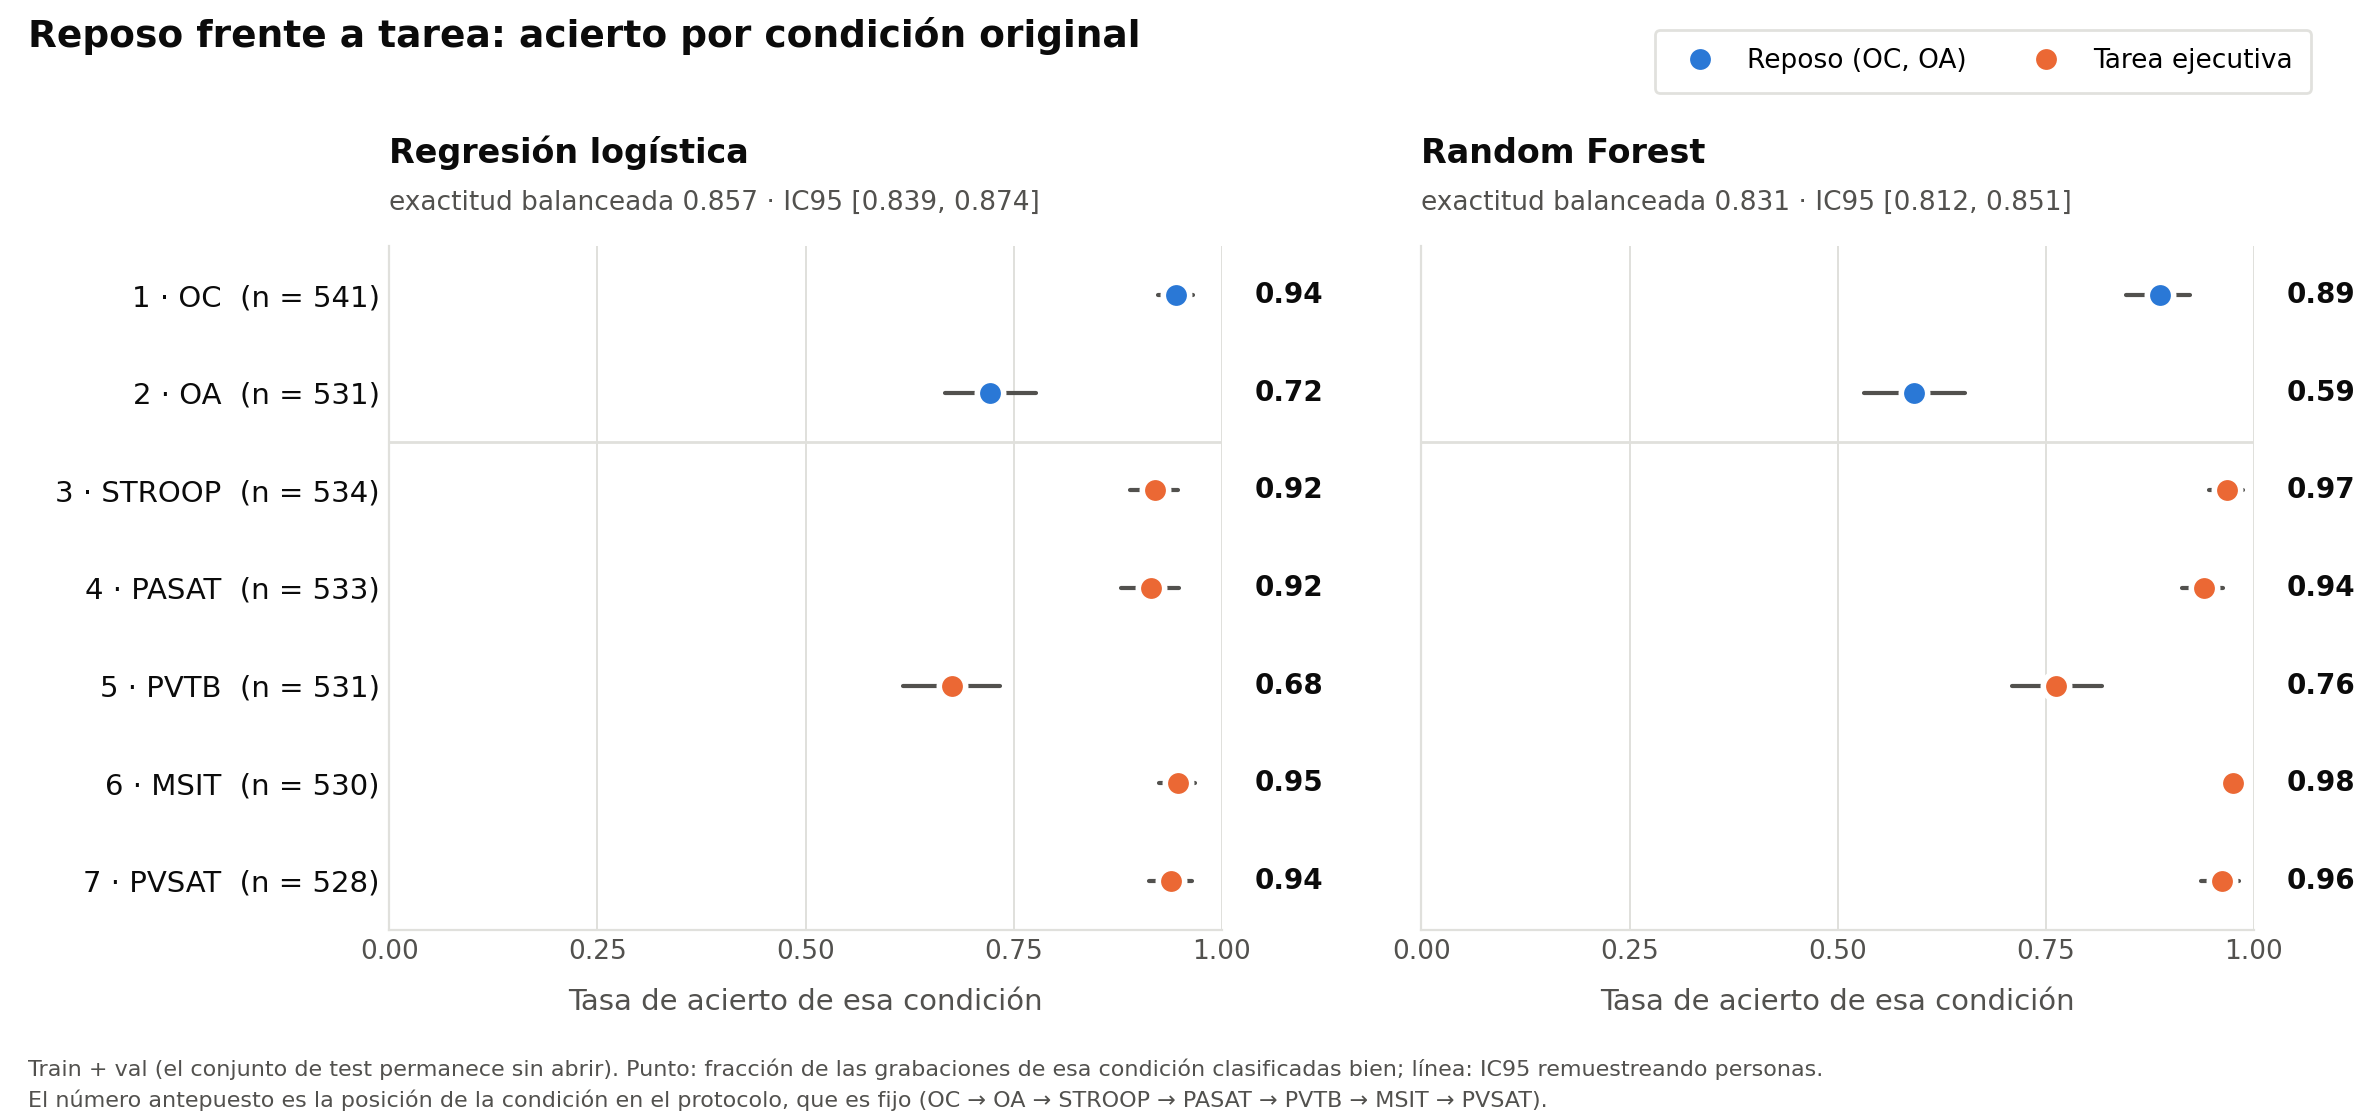 Reposo frente a tarea: acierto por condición original
Reposo (OC, OA)
Tarea ejecutiva
Regresión logística
exactitud balanceada 0.857 · IC95 [0.839, 0.874]
Random Forest
exactitud balanceada 0.831 · IC95 [0.812, 0.851]
1 · OC (n = 541)
0.94
0.89
2 · OA (n = 531)
0.72
0.59
3 · STROOP (n = 534)
0.92
0.97
4 · PASAT (n = 533)
0.92
0.94
5 · PVTB (n = 531)
0.68
0.76
6 · MSIT (n = 530)
0.95
0.98
7 · PVSAT (n = 528)
0.94
0.96
0.00 0.25 0.50 0.75 1.00
0.00 0.25 0.50 0.75 1.00
Tasa de acierto de esa condición
Tasa de acierto de esa condición
Train + val (el conjunto de test permanece sin abrir). Punto: fracción de las grabaciones de esa condición clasificadas bien; línea: IC95 remuestreando personas.
El número antepuesto es la posición de la condición en el protocolo, que es fijo (OC → OA → STROOP → PASAT → PVTB → MSIT → PVSAT).